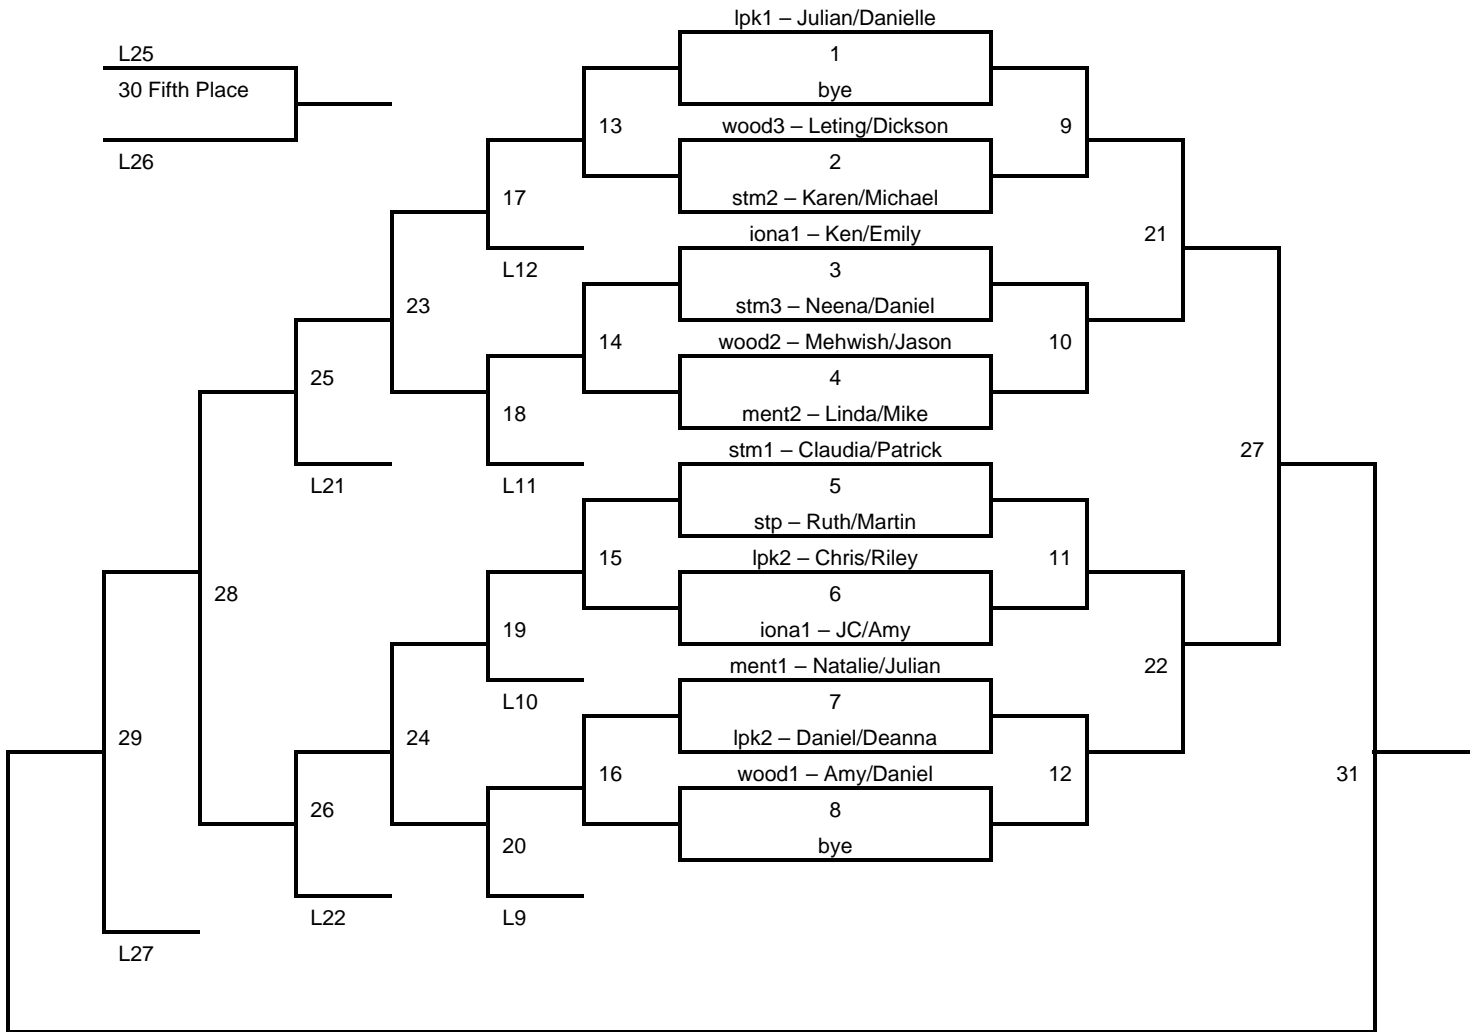 lpk1 – Julian/Danielle
L25
1
30 Fifth Place
bye
13
wood3 – Leting/Dickson
9
L26
2
17
stm2 – Karen/Michael
iona1 – Ken/Emily
21
L12
3
23
stm3 – Neena/Daniel
14
wood2 – Mehwish/Jason
10
25
4
18
ment2 – Linda/Mike
stm1 – Claudia/Patrick
27
L21
L11
5
stp – Ruth/Martin
15
lpk2 – Chris/Riley
11
28
6
19
iona1 – JC/Amy
ment1 – Natalie/Julian
22
L10
7
29
24
lpk2 – Daniel/Deanna
16
wood1 – Amy/Daniel
12
31
26
8
20
bye
L22
L9
L27